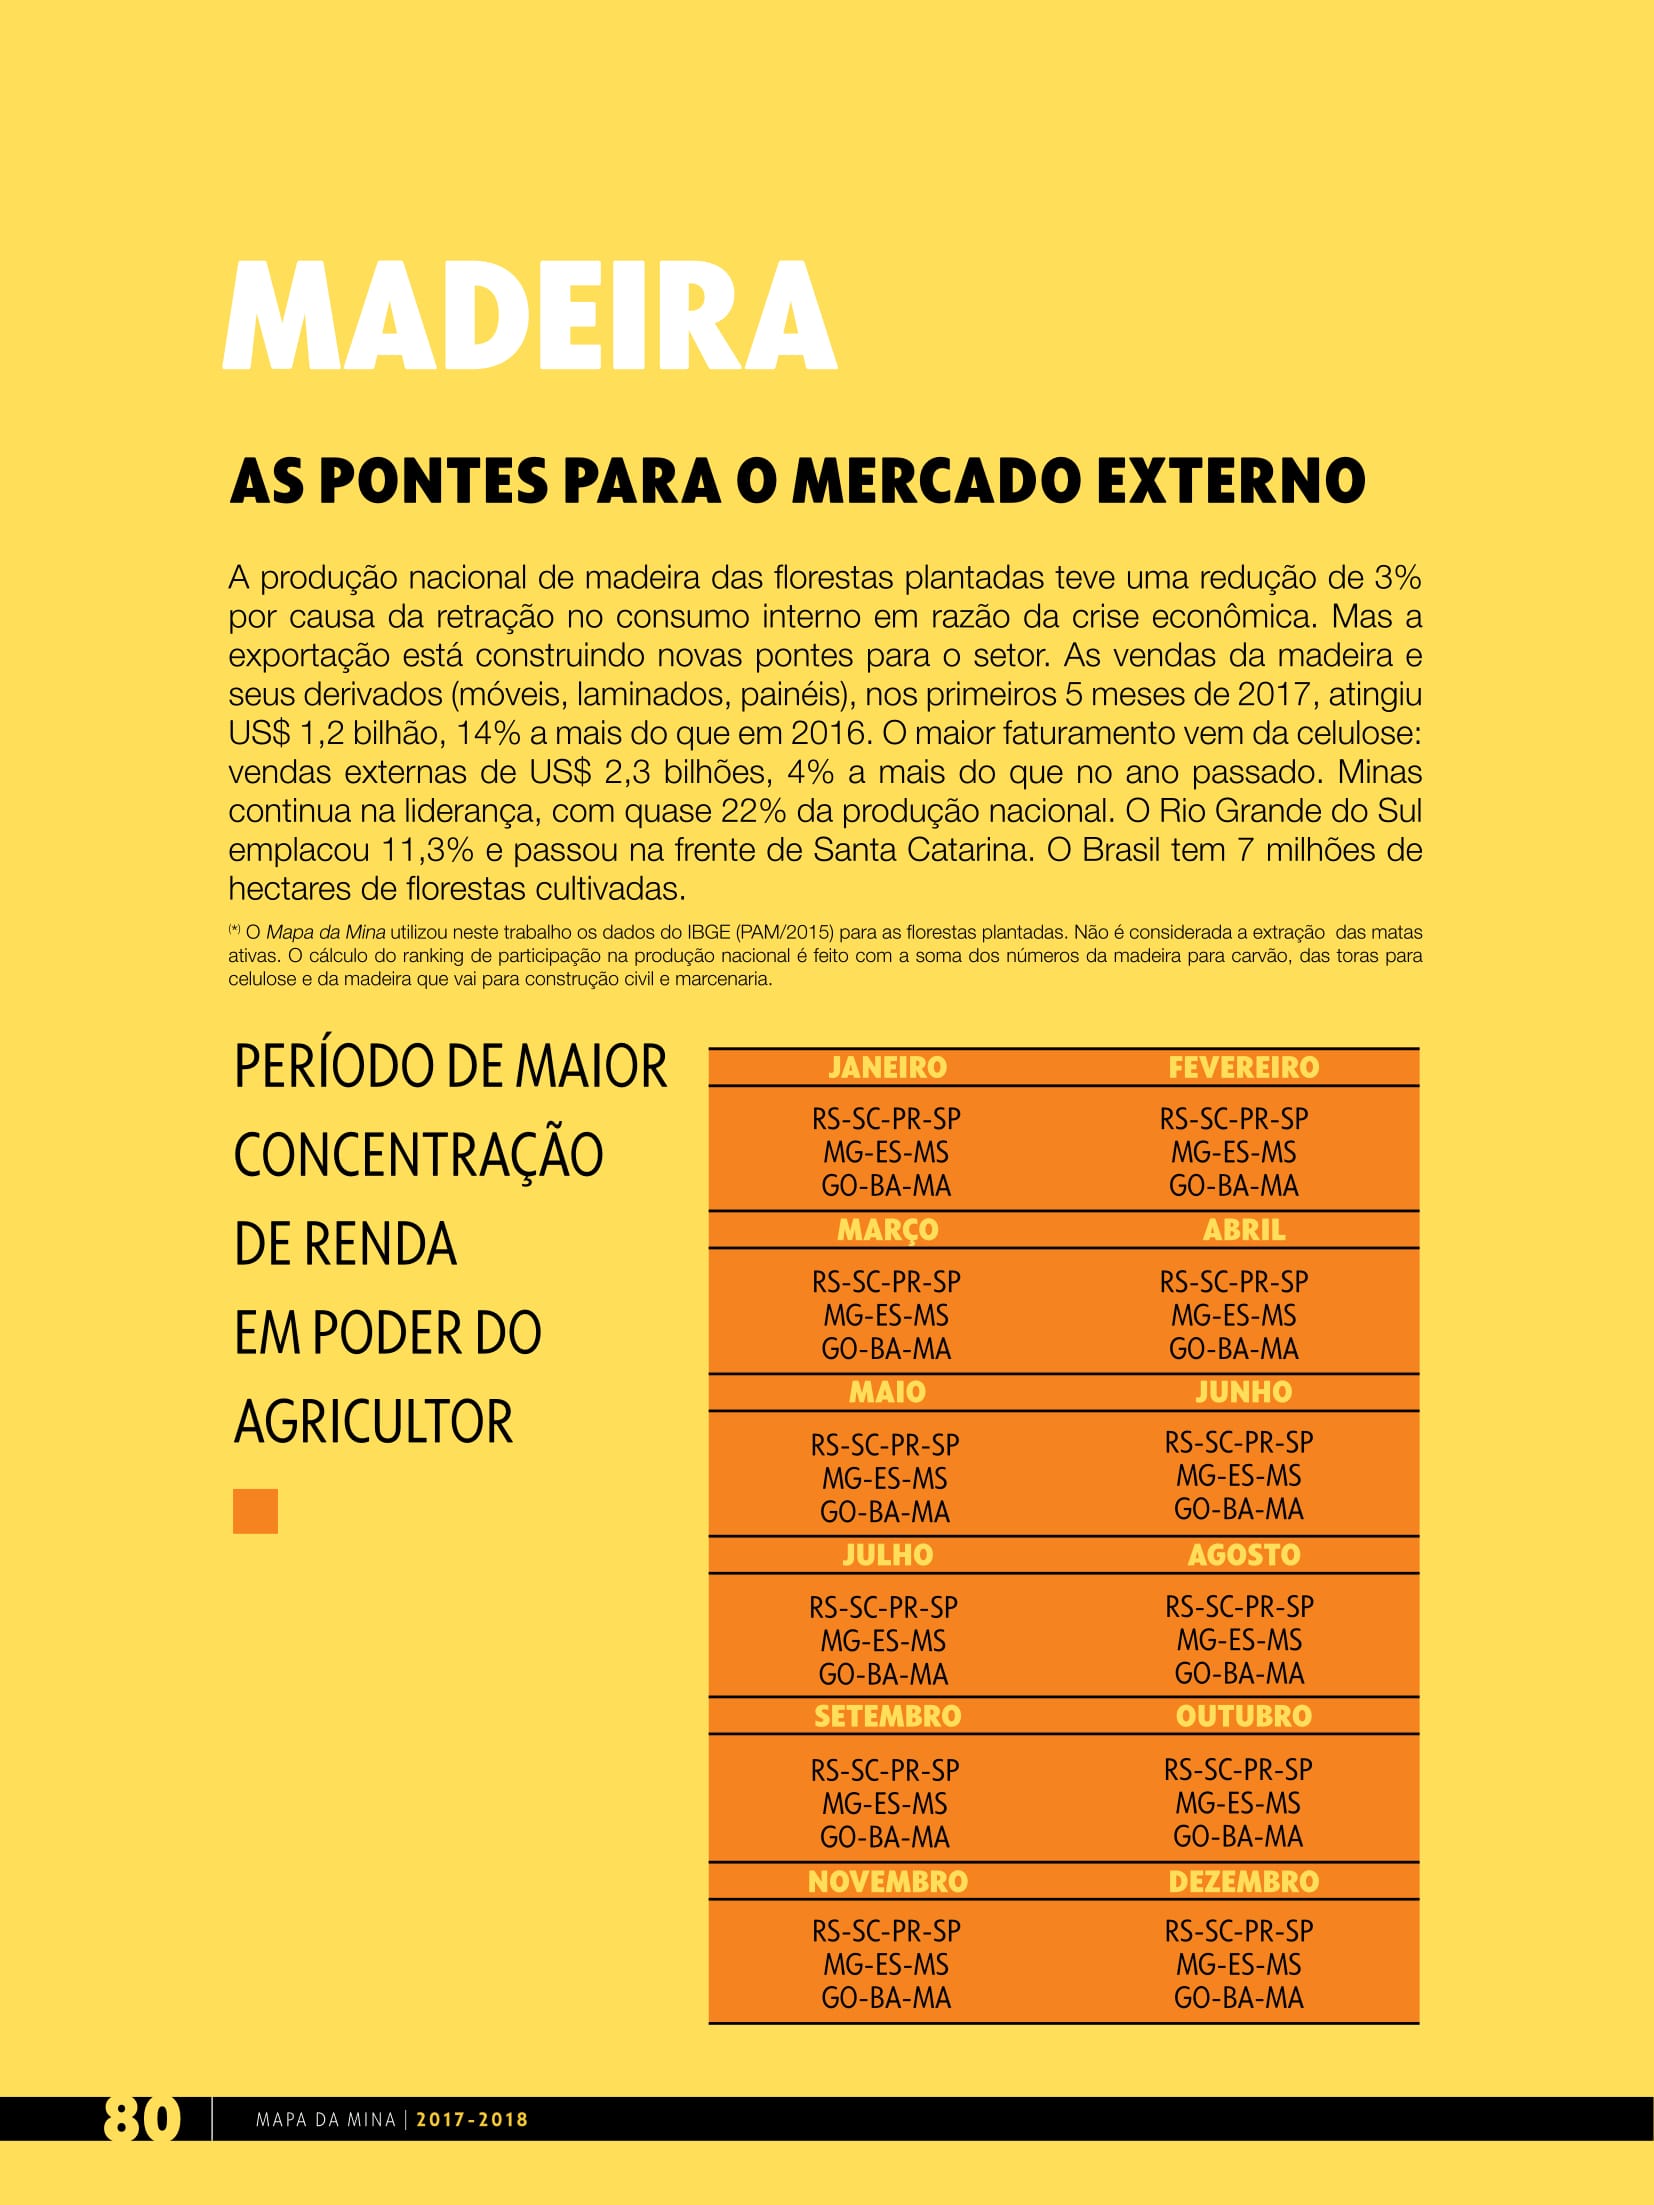 MADEIRA
AS PONTES PARA O MERCADO EXTERNO
A produção nacional de madeira das florestas plantadas teve uma redução de 3%
por causa da retração no consumo interno em razão da crise econômica. Mas a
exportação está construindo novas pontes para o setor. As vendas da madeira e
seus derivados (móveis, laminados, painéis), nos primeiros 5 meses de 2017, atingiu
US$ 1,2 bilhão, 14% a mais do que em 2016. O maior faturamento vem da celulose:
vendas externas de US$ 2,3 bilhões, 4% a mais do que no ano passado. Minas
continua na liderança, com quase 22% da produção nacional. O Rio Grande do Sul
emplacou 11,3% e passou na frente de Santa Catarina. O Brasil tem 7 milhões de
hectares de florestas cultivadas.
(*) O Mapa da Mina utilizou neste trabalho os dados do IBGE (PAM/2015) para as florestas plantadas. Não é considerada a extração das matas
ativas. O cálculo do ranking de participação na produção nacional é feito com a soma dos números da madeira para carvão, das toras para
celulose e da madeira que vai para construção civil e marcenaria.
PERÍODO DE MAIOR
CONCENTRAÇÃO
DE RENDA
EM PODER DO
AGRICULTOR
JANEIRO FEVEREIRO
RS-SC-PR-SP RS-SC-PR-SP
MG-ES-MS MG-ES-MS
GO-BA-MA GO-BA-MA
MARÇO ABRIL
RS-SC-PR-SP RS-SC-PR-SP
MG-ES-MS MG-ES-MS
GO-BA-MA GO-BA-MA
MAIO JUNHO
RS-SC-PR-SP RS-SC-PR-SP
MG-ES-MS MG-ES-MS
GO-BA-MA GO-BA-MA
JULHO AGOSTO
RS-SC-PR-SP RS-SC-PR-SP
MG-ES-MS MG-ES-MS
GO-BA-MA GO-BA-MA
SETEMBRO OUTUBRO
RS-SC-PR-SP RS-SC-PR-SP
MG-ES-MS MG-ES-MS
GO-BA-MA GO-BA-MA
NOVEMBRO DEZEMBRO
RS-SC-PR-SP RS-SC-PR-SP
MG-ES-MS MG-ES-MS
GO-BA-MA GO-BA-MA
80 MAPA DA MINA | 2017-2018